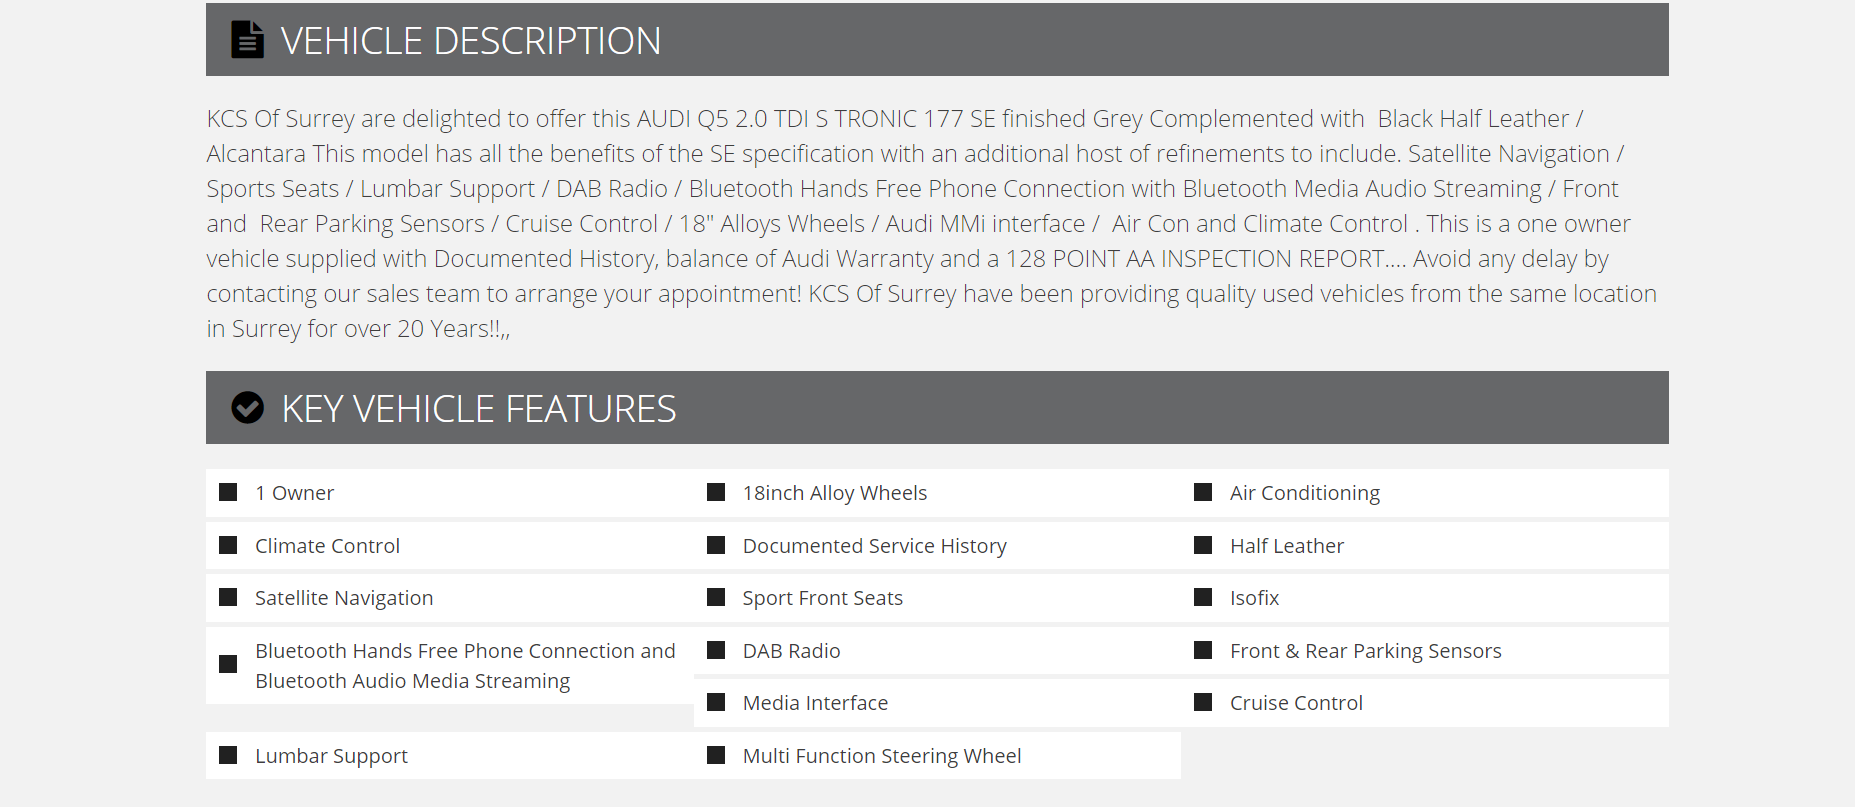 VEHICLE DESCRIPTION
KCS Of Surrey are delighted to offer this AUDI Q5 2.0 TDI S TRONIC 177 SE finished Grey Complemented with  Black Half Leather /
Alcantara This model has all the benefits of the SE specification with an additional host of refinements to include. Satellite Navigation /
Sports Seats / Lumbar Support / DAB Radio / Bluetooth Hands Free Phone Connection with Bluetooth Media Audio Streaming / Front
and  Rear Parking Sensors / Cruise Control / 18" Alloys Wheels / Audi MMi interface /  Air Con and Climate Control . This is a one owner
vehicle supplied with Documented History, balance of Audi Warranty and a 128 POINT AA INSPECTION REPORT.... Avoid any delay by
contacting our sales team to arrange your appointment! KCS Of Surrey have been providing quality used vehicles from the same location
in Surrey for over 20 Years!!,,
KEY VEHICLE FEATURES
1 Owner
18inch Alloy Wheels
Air Conditioning
Climate Control
Documented Service History
Half Leather
Satellite Navigation
Sport Front Seats
Isofix
Bluetooth Hands Free Phone Connection and
Bluetooth Audio Media Streaming
DAB Radio
Front & Rear Parking Sensors
Media Interface
Cruise Control
Lumbar Support
Multi Function Steering Wheel